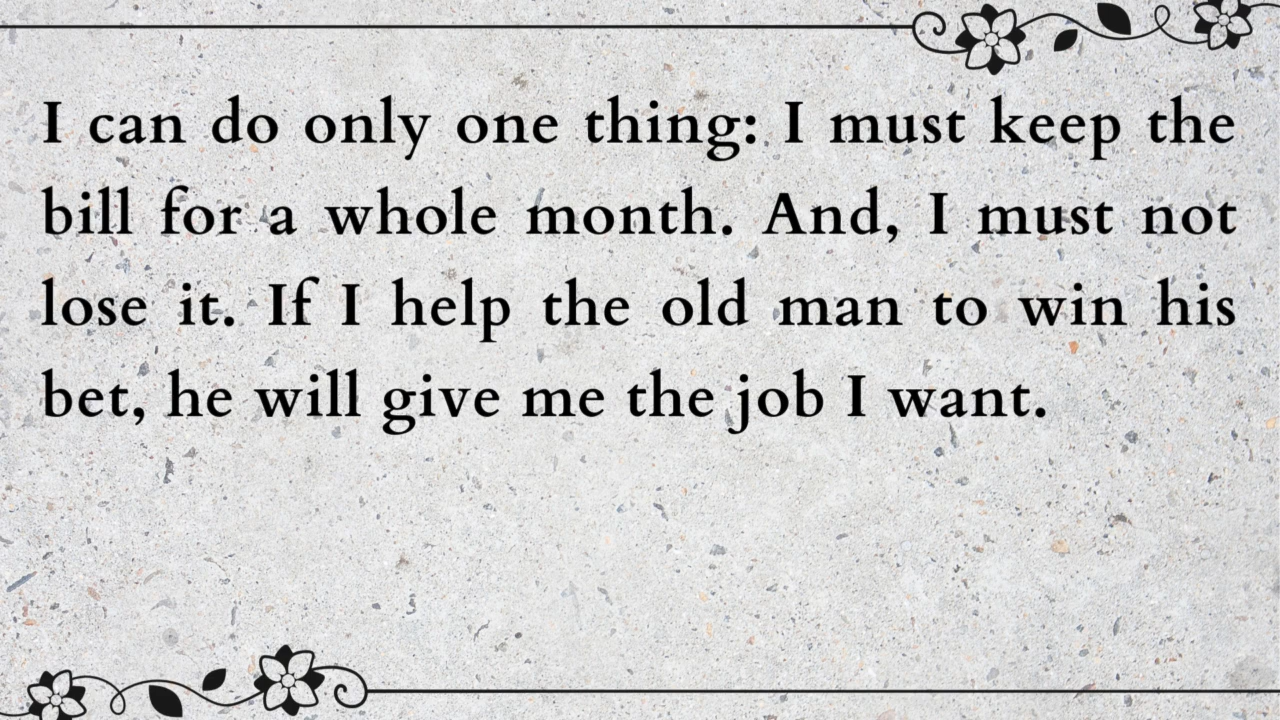 I can do only one thing: I must keep the
bill for a whole month. And, I must not
lose it. If I help the old man to win his
bet, he will give me the job I want.